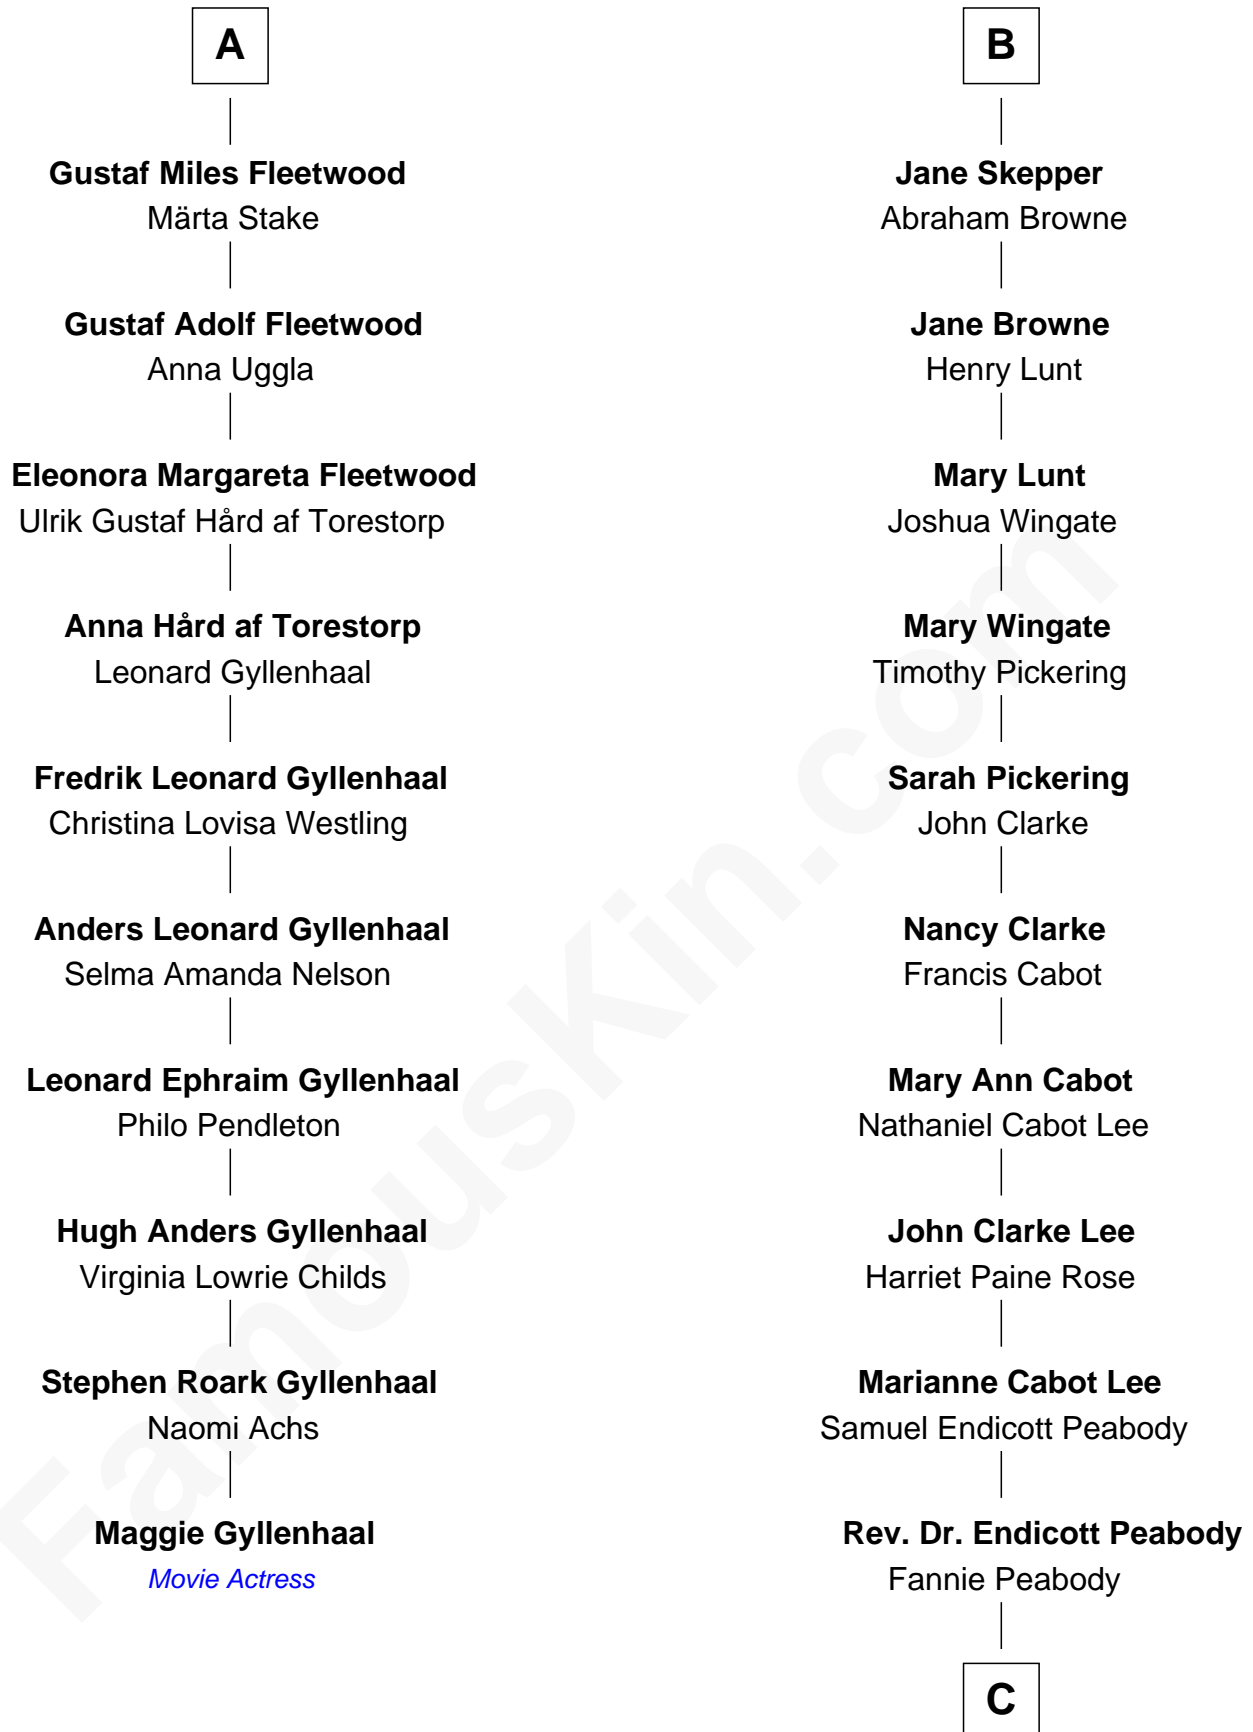 A
Gustaf Miles Fleetwood
Märta Stake
Gustaf Adolf Fleetwood
Anna Uggla
Eleonora Margareta Fleetwood
Ulrik Gustaf Hård af Torestorp
Anna Hård af Torestorp
Leonard Gyllenhaal
Fredrik Leonard Gyllenhaal
Christina Lovisa Westling
Anders Leonard Gyllenhaal
Selma Amanda Nelson
Leonard Ephraim Gyllenhaal
Philo Pendleton
Hugh Anders Gyllenhaal
Virginia Lowrie Childs
Stephen Roark Gyllenhaal
Naomi Achs
Maggie Gyllenhaal
Movie Actress
B
Jane Skepper
Abraham Browne
Jane Browne
Henry Lunt
Mary Lunt
Joshua Wingate
Mary Wingate
Timothy Pickering
Sarah Pickering
John Clarke
Nancy Clarke
Francis Cabot
Mary Ann Cabot
Nathaniel Cabot Lee
John Clarke Lee
Harriet Paine Rose
Marianne Cabot Lee
Samuel Endicott Peabody
Rev. Dr. Endicott Peabody
Fannie Peabody
C
FamousKin.com